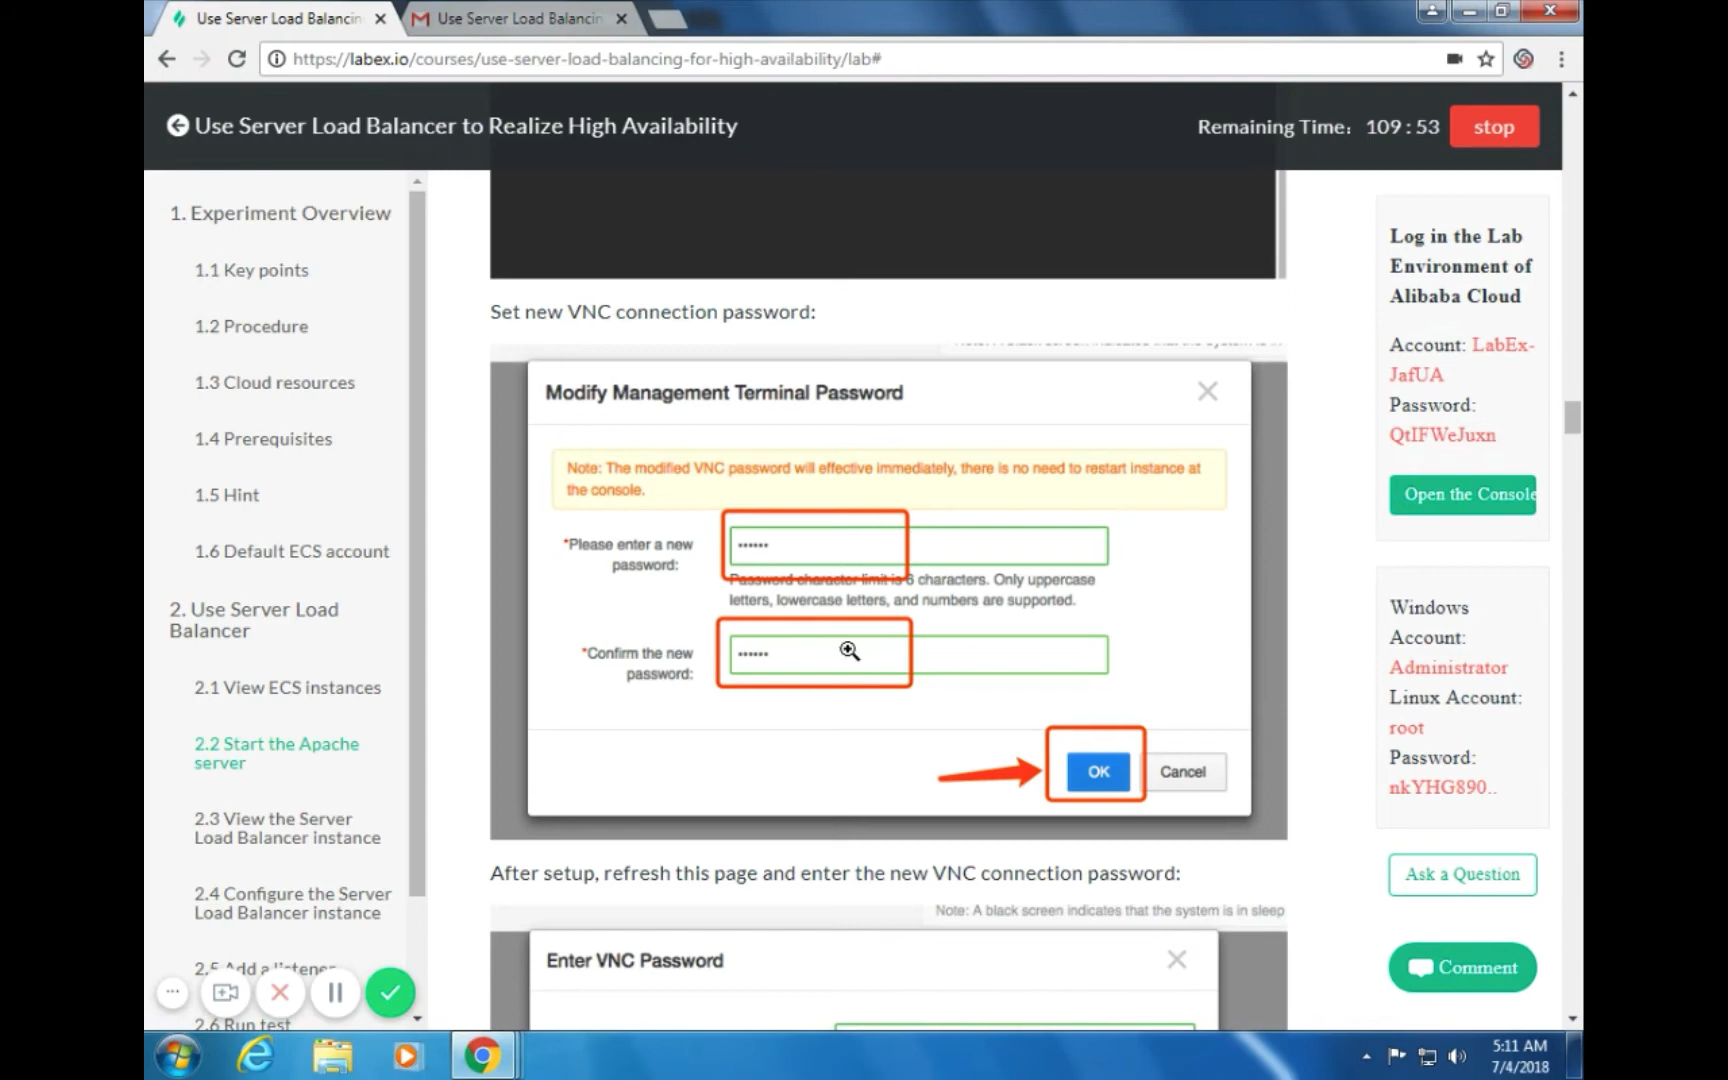 Use Server Load Balancin
Use Server Load Balancin
https://labex.io/courses/use-server-load-balancing-for-high-availability/lab#
Use Server Load Balancer to Realize High Availability
Remaining Time: 109 : 53
stop
1. Experiment Overview
1.1 Key points
1.2 Procedure
1.3 Cloud resources
1.4 Prerequisites
1.5 Hint
1.6 Default ECS account
2. Use Server Load
Balancer
2.1 View ECS instances
2.2 Start the Apache
server
2.3 View the Server
Load Balancer instance
2.4 Configure the Server
Load Balancer instance
2.5 Add a listener
2.6 Run test
Set new VNC connection password:
Modify Management Terminal Password
Note: The modified VNC password will effective immediately, there is no need to restart instance at
the console.
*Please enter a new
password:
••••••
Password character limit is 6 characters. Only uppercase
letters, lowercase letters, and numbers are supported.
*Confirm the new
password:
••••••
OK
Cancel
After setup, refresh this page and enter the new VNC connection password:
Note: A black screen indicates that the system is in sleep
Enter VNC Password
Log in the Lab
Environment of
Alibaba Cloud
Account: LabEx-
JafUA
Password:
QtIFWeJuxn
Open the Console
Windows
Account:
Administrator
Linux Account:
root
Password:
nkYHG890..
Ask a Question
Comment
5:11 AM
7/4/2018